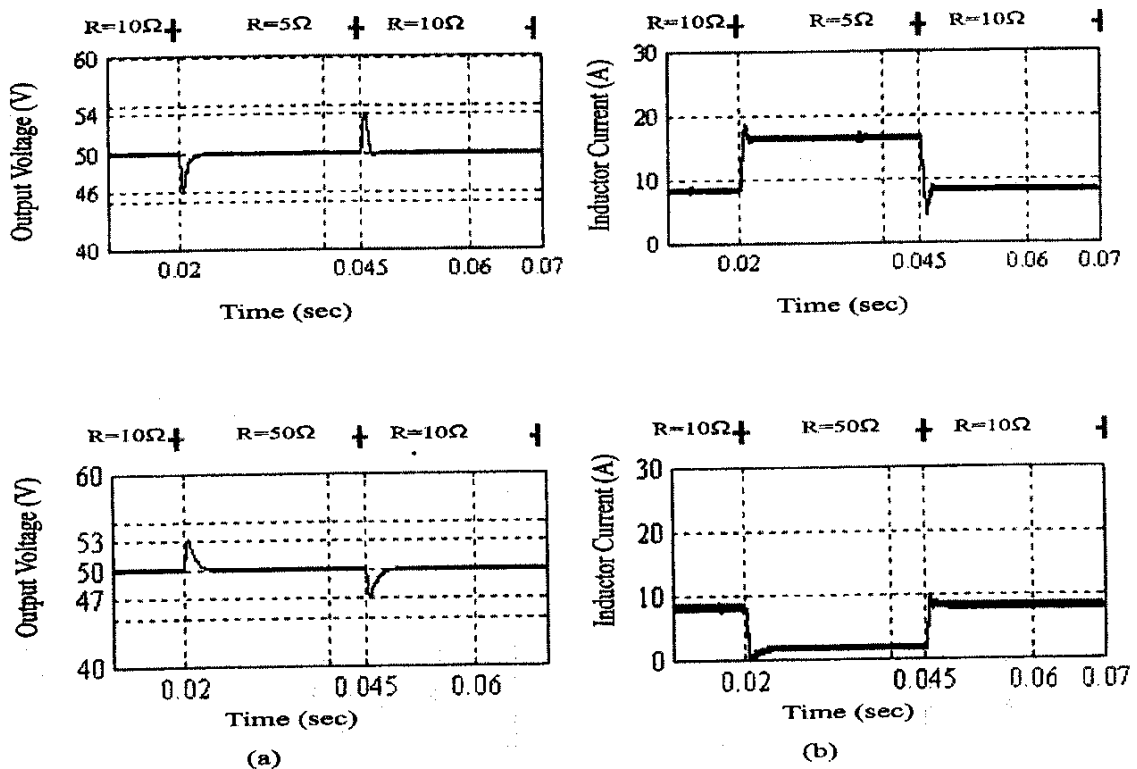 R=10Ω R=5Ω R=10Ω
Output Voltage (V)
60
54
50
46
40
0.02 0.045 0.06 0.07
Time (sec)
R=10Ω R=5Ω R=10Ω
Inductor Current (A)
30
20
10
0
0.02 0.045 0.06 0.07
Time (sec)
R=10Ω R=50Ω R=10Ω
Output Voltage (V)
60
53
50
47
40
0.02 0.045 0.06
Time (sec)
(a)
R=10Ω R=50Ω R=10Ω
Inductor Current (A)
30
20
10
0
0.02 0.045 0.06 0.07
Time (sec)
(b)